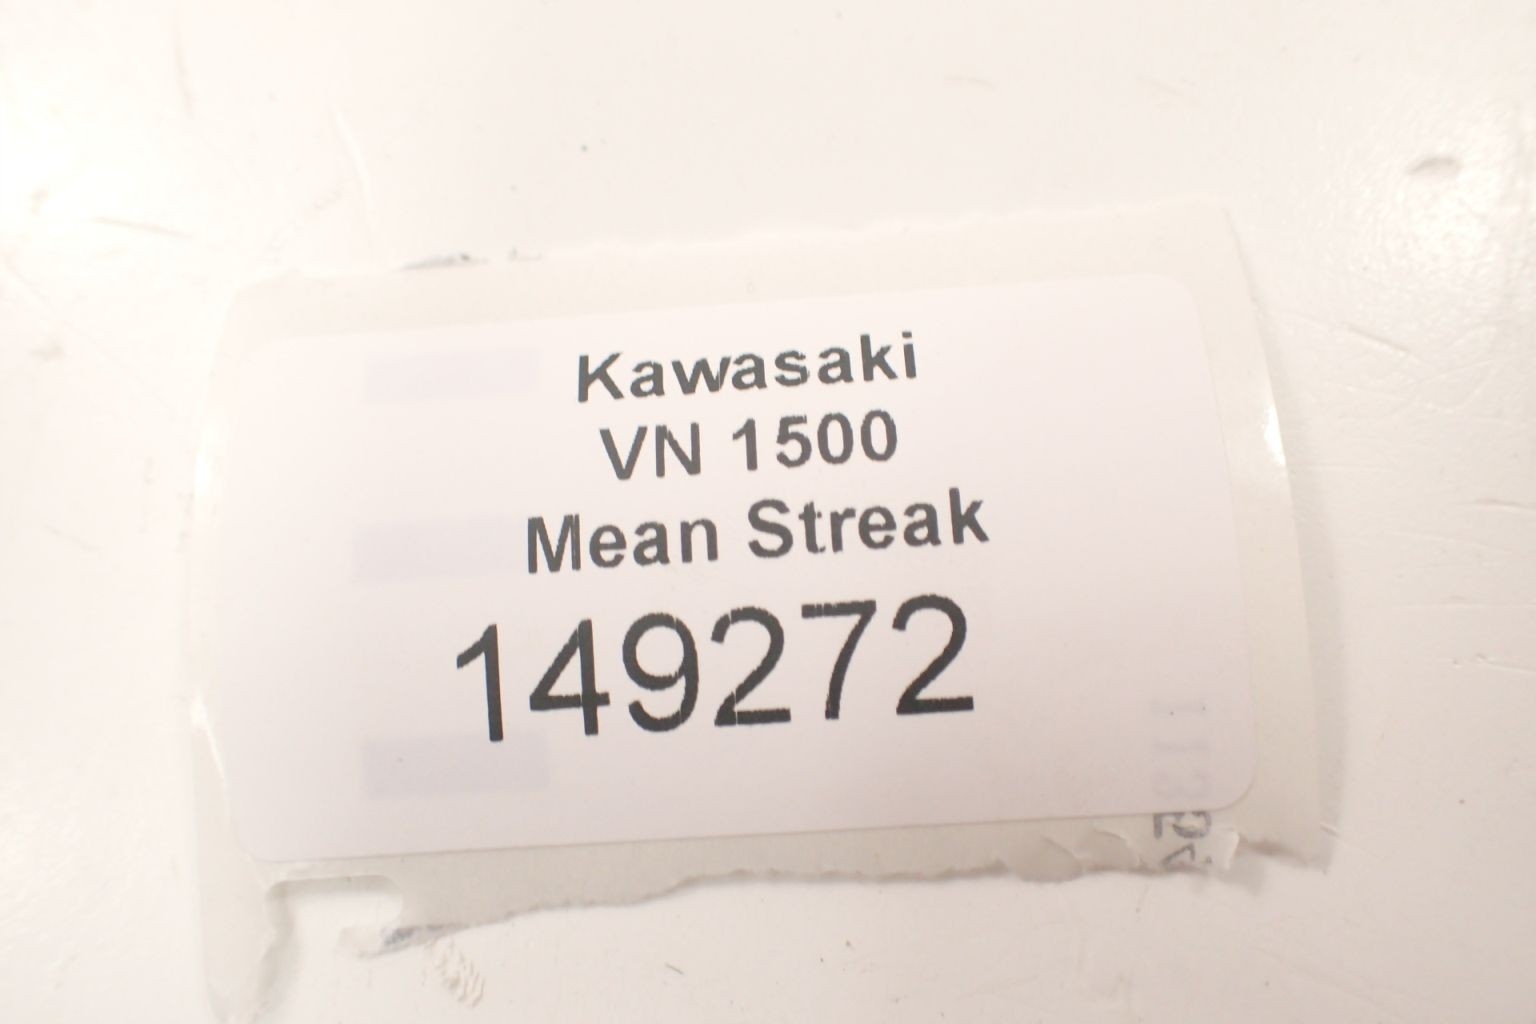 Kawasaki
VN 1500
Mean Streak
149272